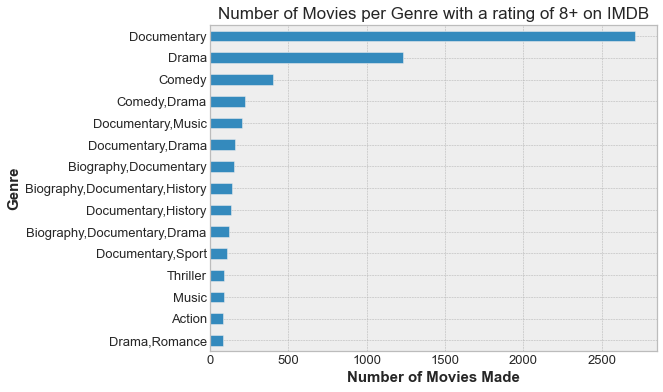 Number of Movies per Genre with a rating of 8+ on IMDB
Documentary
Drama
Comedy
Comedy,Drama
Documentary,Music
Documentary,Drama
Biography,Documentary
Biography,Documentary,History
Documentary,History
Biography,Documentary,Drama
Documentary,Sport
Thriller
Music
Action
Drama,Romance
Genre
0 500 1000 1500 2000 2500
Number of Movies Made